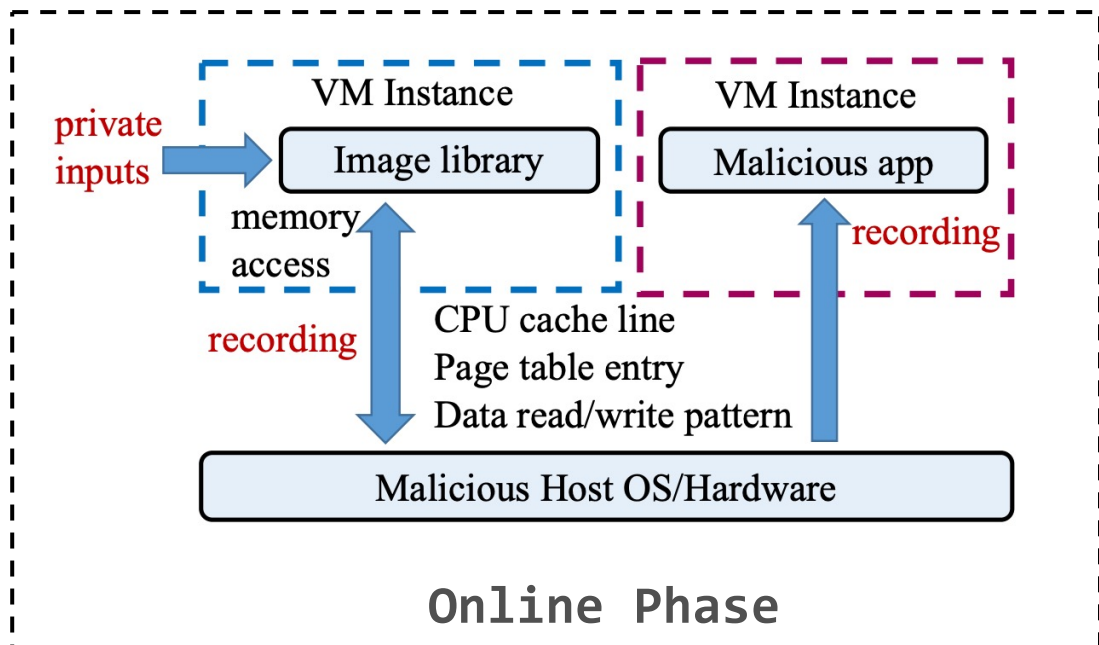 VM Instance
VM Instance
private
inputs
Image library
Malicious app
memory
access
recording
recording
CPU cache line
Page table entry
Data read/write pattern
Malicious Host OS/Hardware
Online Phase